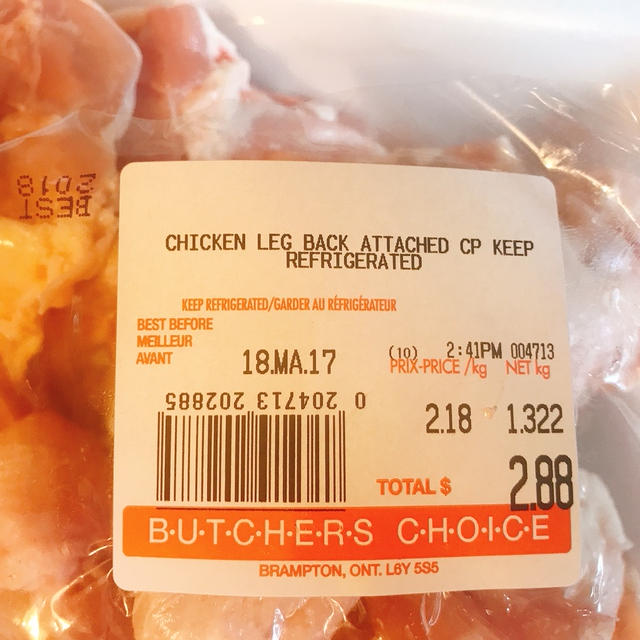 BEST
2018
CHICKEN LEG BACK ATTACHED CP KEEP
REFRIGERATED
KEEP REFRIGERATED/GARDER AU RÉFRIGÉRATEUR
BEST BEFORE
MEILLEUR
AVANT
18.MA.17
(10) 2:41PM 004713
PRIX-PRICE /kg NET kg
2.18 1.322
0 204713 202885
TOTAL $ 2.88
B·U·T·C·H·E·R·S C·H·O·I·C·E
BRAMPTON, ONT. L6Y 5S5